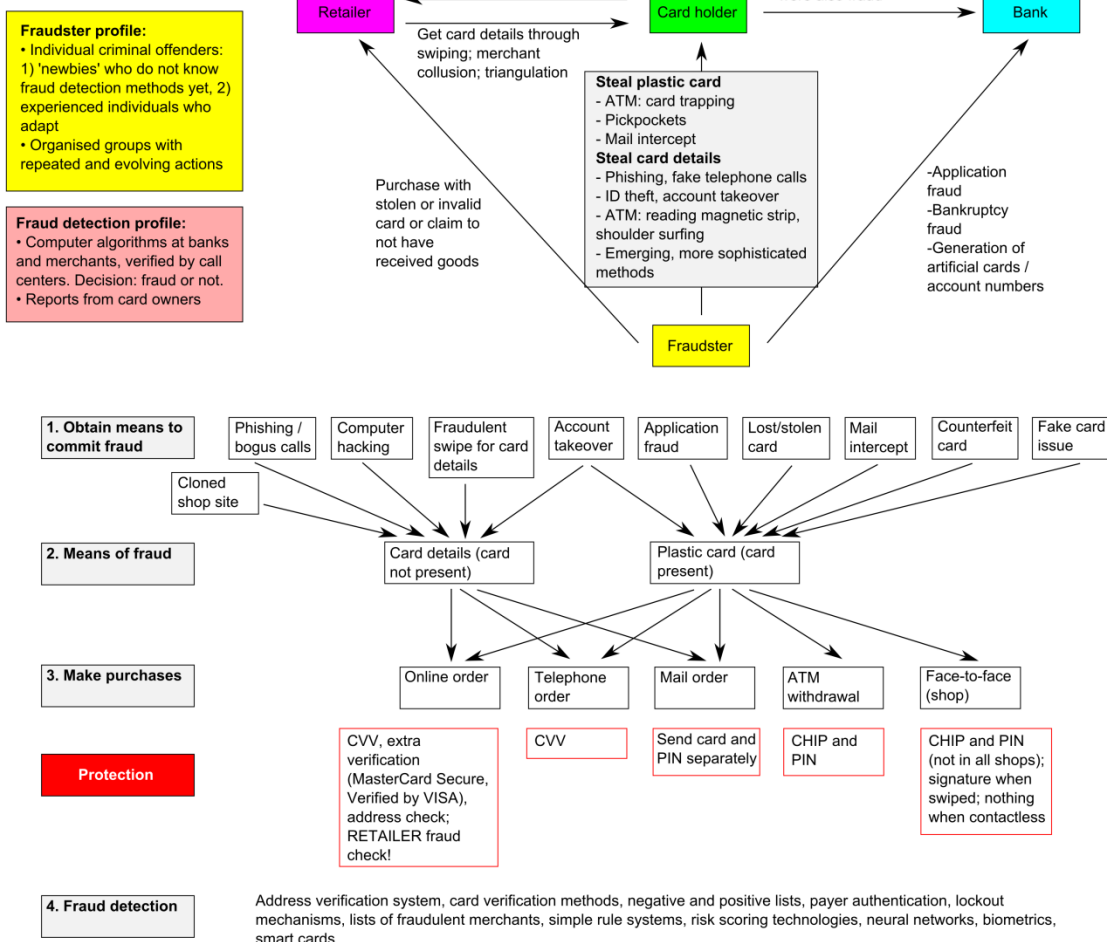 Retailer
Card holder
Bank
Get card details through
swiping; merchant
collusion; triangulation
Fraudster profile:
• Individual criminal offenders:
1) 'newbies' who do not know
fraud detection methods yet, 2)
experienced individuals who
adapt
• Organised groups with
repeated and evolving actions
Fraud detection profile:
• Computer algorithms at banks
and merchants, verified by call
centers. Decision: fraud or not.
• Reports from card owners
Purchase with
stolen or invalid
card or claim to
not have
received goods
Steal plastic card
- ATM: card trapping
- Pickpockets
- Mail intercept
Steal card details
- Phishing, fake telephone calls
- ID theft, account takeover
- ATM: reading magnetic strip,
shoulder surfing
- Emerging, more sophisticated
methods
-Application
fraud
-Bankruptcy
fraud
-Generation of
artificial cards /
account numbers
Fraudster
1. Obtain means to
commit fraud
Phishing /
bogus calls
Computer
hacking
Fraudulent
swipe for card
details
Account
takeover
Application
fraud
Lost/stolen
card
Mail
intercept
Counterfeit
card
Fake card
issue
Cloned
shop site
2. Means of fraud
Card details (card
not present)
Plastic card (card
present)
3. Make purchases
Online order
Telephone
order
Mail order
ATM
withdrawal
Face-to-face
(shop)
Protection
CVV, extra
verification
(MasterCard Secure,
Verified by VISA),
address check;
RETAILER fraud
check!
CVV
Send card and
PIN separately
CHIP and
PIN
CHIP and PIN
(not in all shops);
signature when
swiped; nothing
when contactless
4. Fraud detection
Address verification system, card verification methods, negative and positive lists, payer authentication, lockout
mechanisms, lists of fraudulent merchants, simple rule systems, risk scoring technologies, neural networks, biometrics,
smart cards